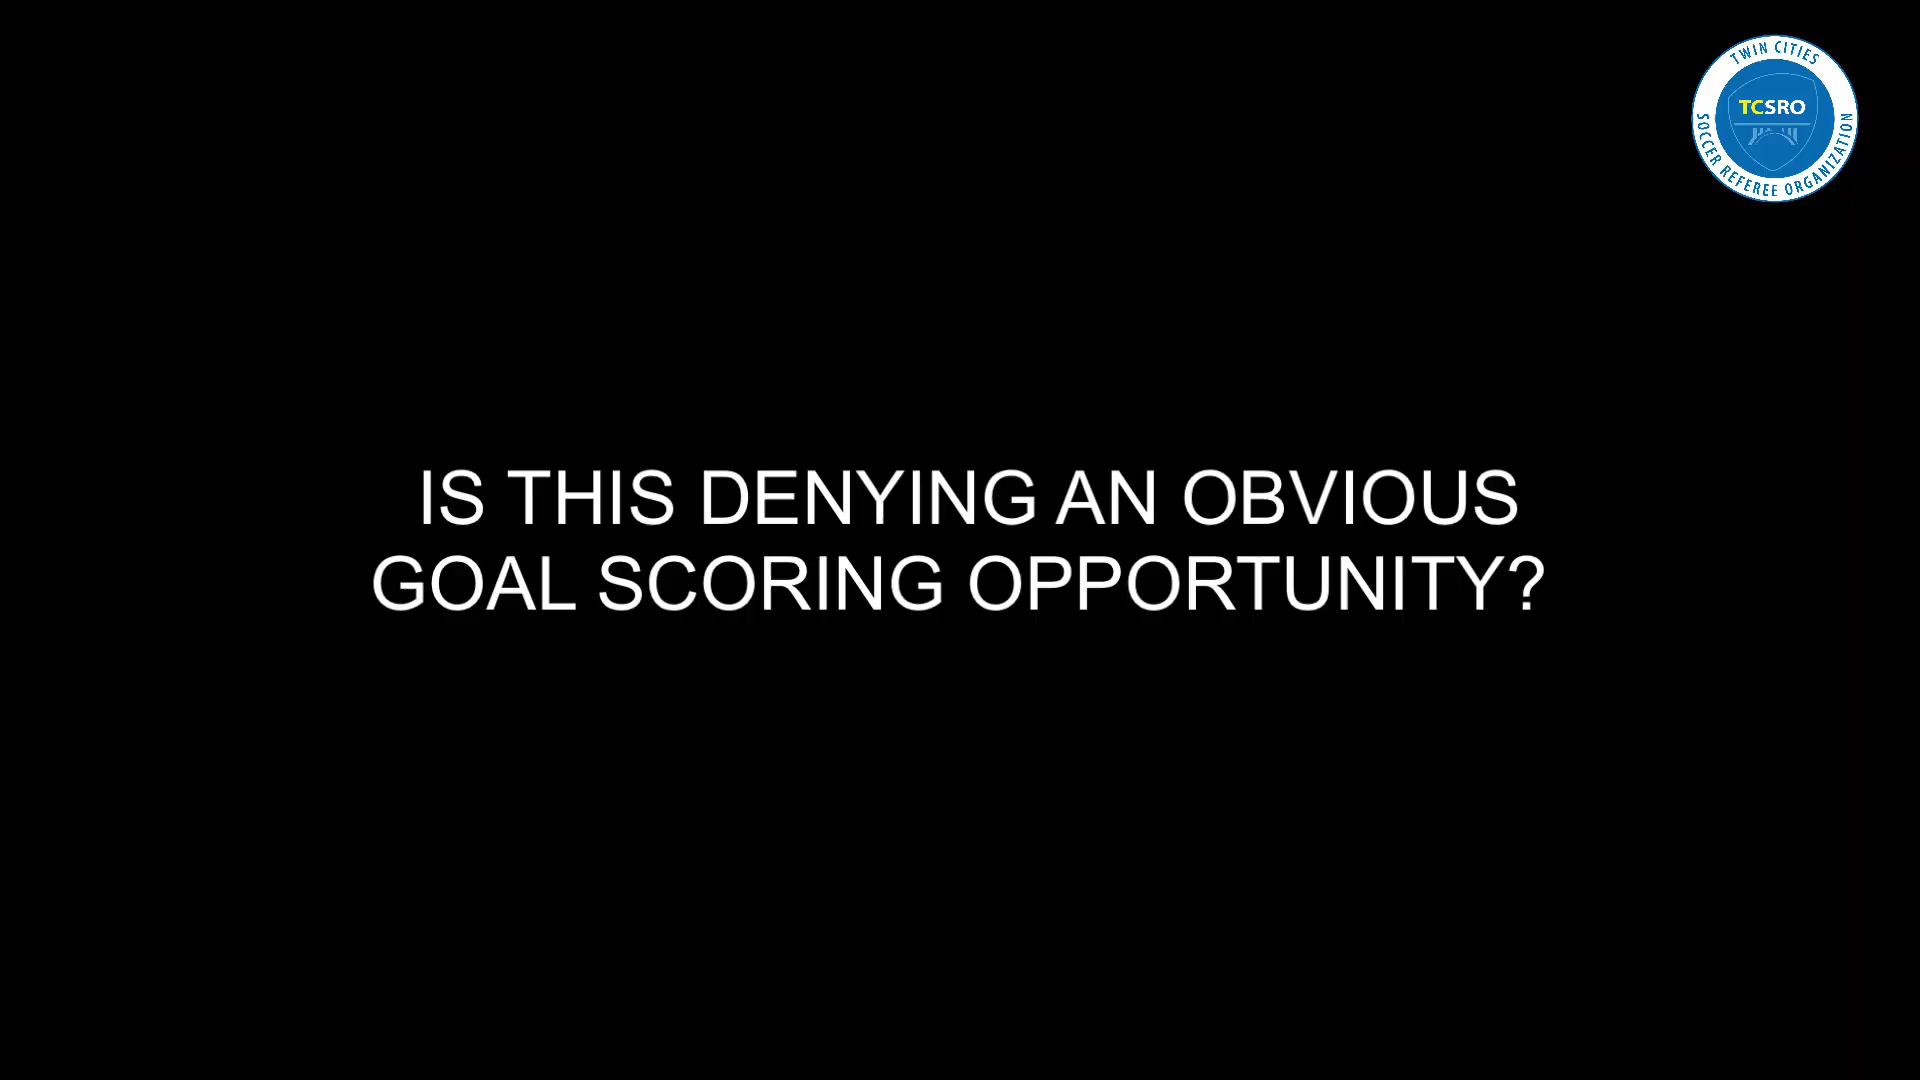 TWIN CITIES
TCSRO
SOCCER REFEREE ORGANIZATION
IS THIS DENYING AN OBVIOUS
GOAL SCORING OPPORTUNITY?